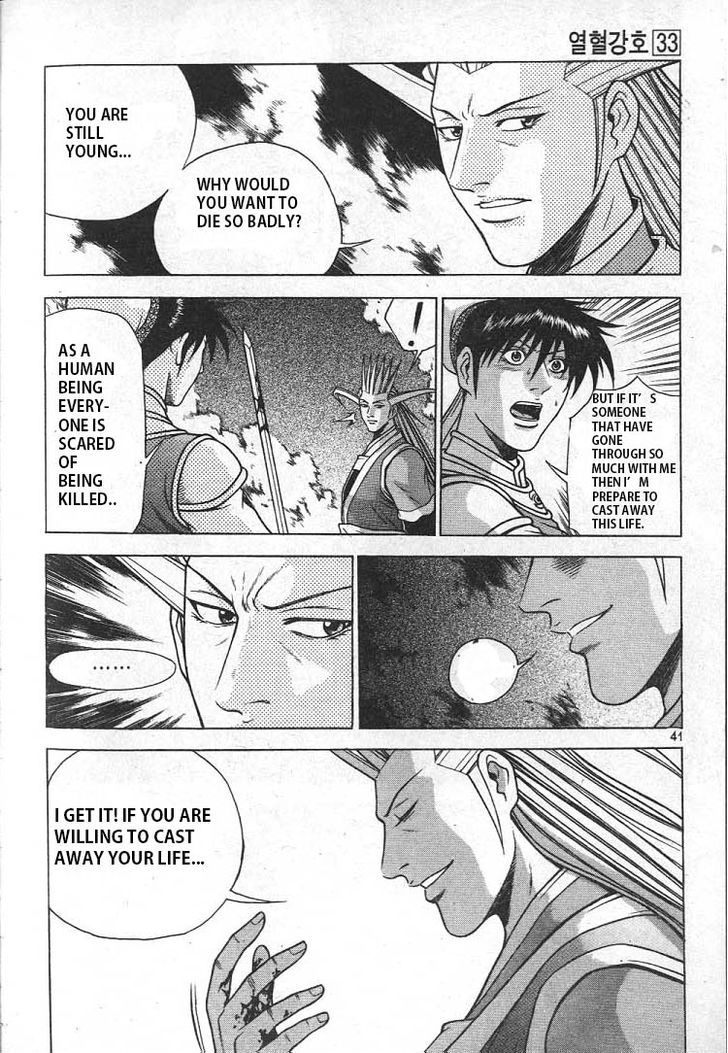 열혈강호 33
YOU ARE
STILL
YOUNG...
WHY WOULD
YOU WANT TO
DIE SO BADLY?
AS A
HUMAN
BEING
EVERY-
ONE IS
SCARED
OF
BEING
KILLED..
!
BUT IF IT'S
SOMEONE
THAT HAVE
GONE
THROUGH SO
MUCH WITH ME
THEN I'M
PREPARE TO
CAST AWAY
THIS LIFE.
......
41
I GET IT! IF YOU ARE
WILLING TO CAST
AWAY YOUR LIFE...